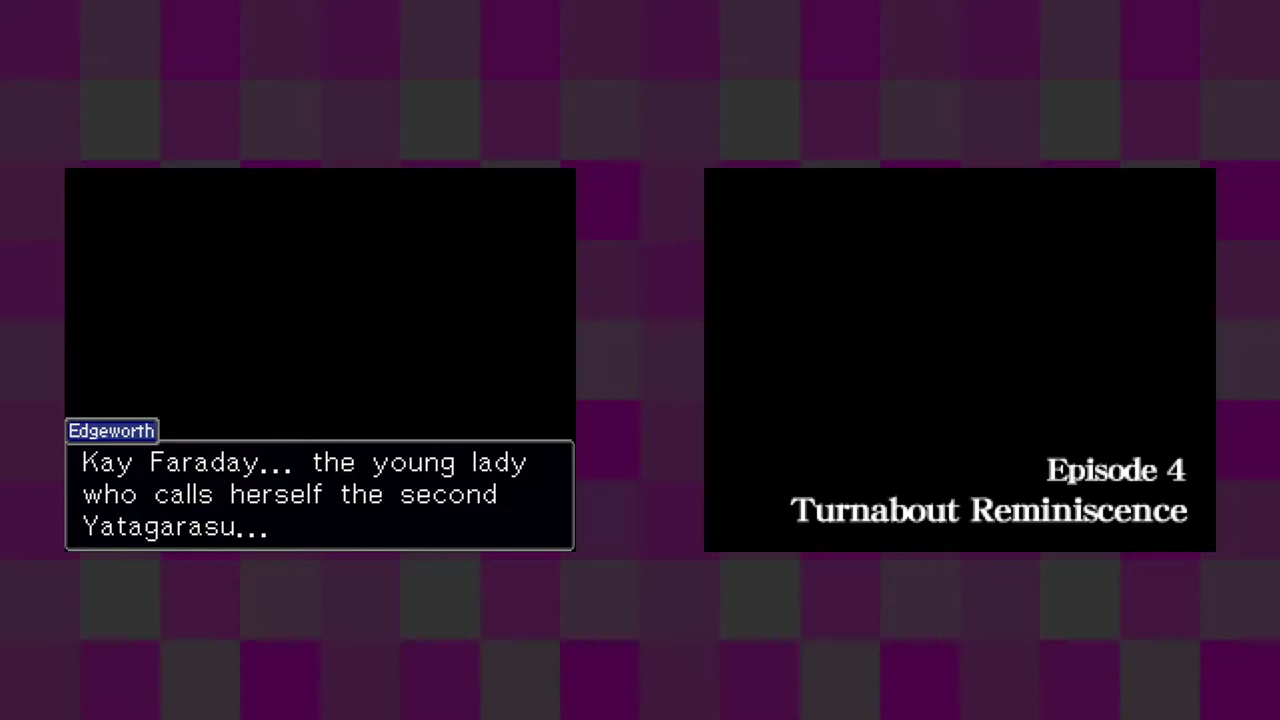 Edgeworth
Kay Faraday... the young lady
who calls herself the second
Yatagarasu...
Episode 4
Turnabout Reminiscence